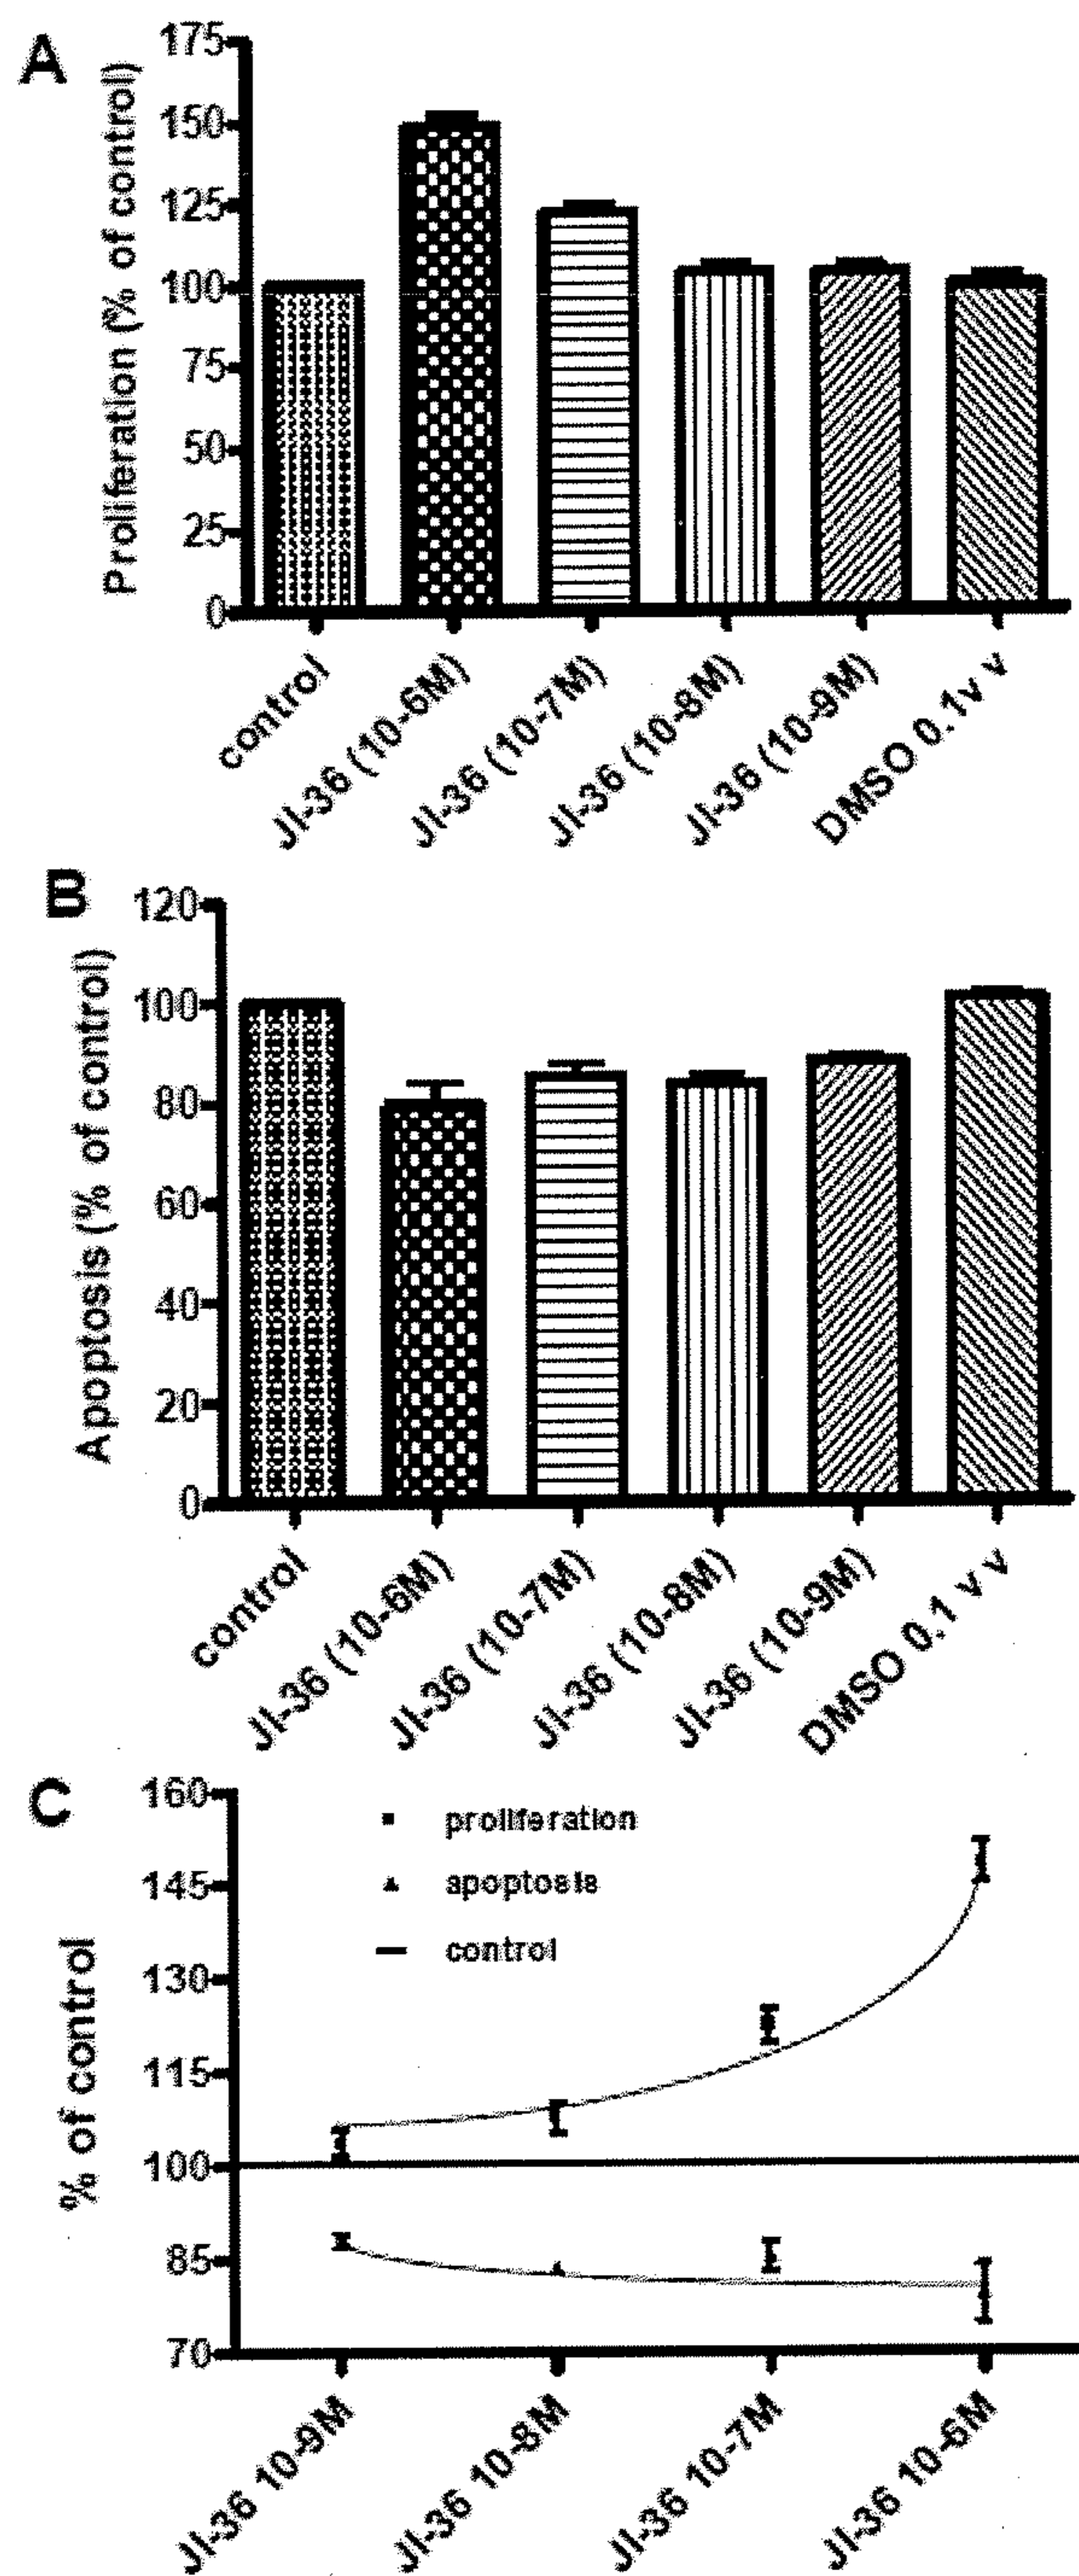 A
Proliferation (% of control)
175
150
125
100
75
50
25
0
control
JI-36 (10-6M)
JI-36 (10-7M)
JI-36 (10-8M)
JI-36 (10-9M)
DMSO 0.1v v
B
Apoptosis (% of control)
120
100
80
60
40
20
0
control
JI-36 (10-6M)
JI-36 (10-7M)
JI-36 (10-8M)
JI-36 (10-9M)
DMSO 0.1 v v
C
% of control
160
145
130
115
100
85
70
proliferation
apoptosis
control
JI-36 10-9M
JI-36 10-8M
JI-36 10-7M
JI-36 10-6M